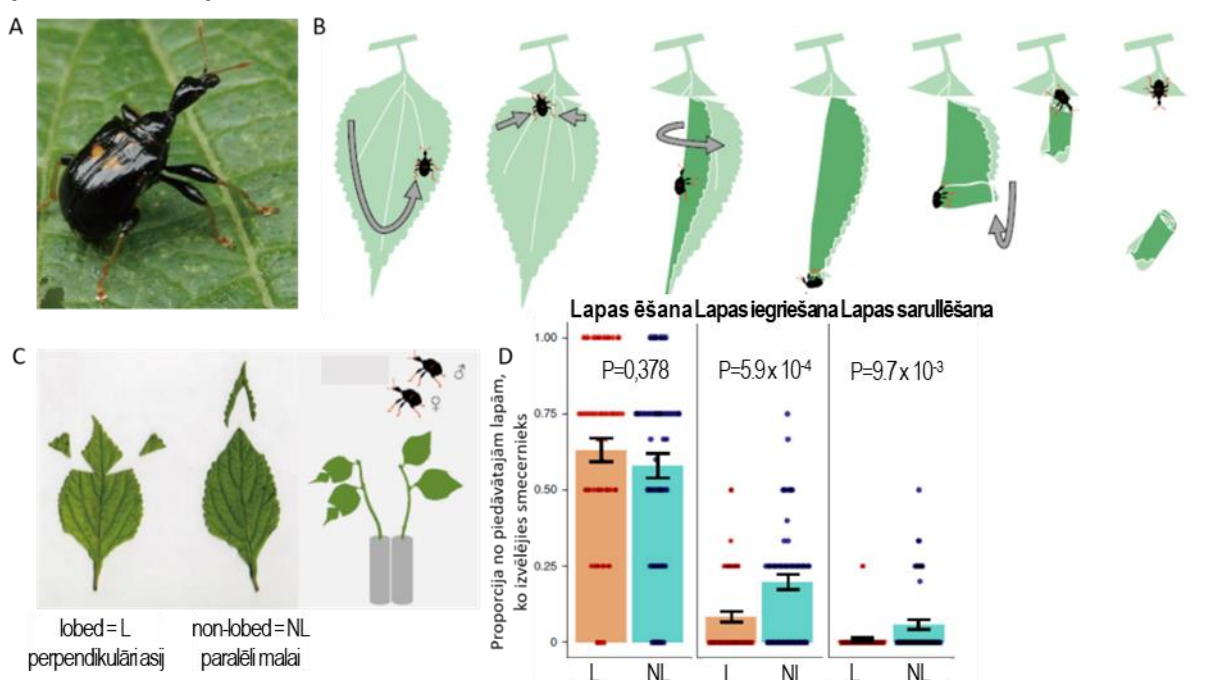 A
B
Lapas ēšana Lapas iegriešana Lapas sarullēšana
C
♂
♀
lobed = L
perpendikulāri asij
non-lobed = NL
paralēli malai
D
Proporcija no piedāvātajām lapām,
ko izvēlējies smecernieks
1.00
0.75
0.50
0.25
0
P=0,378
P=5.9 x 10-4
P=9.7 x 10-3
L NL L NL L NL